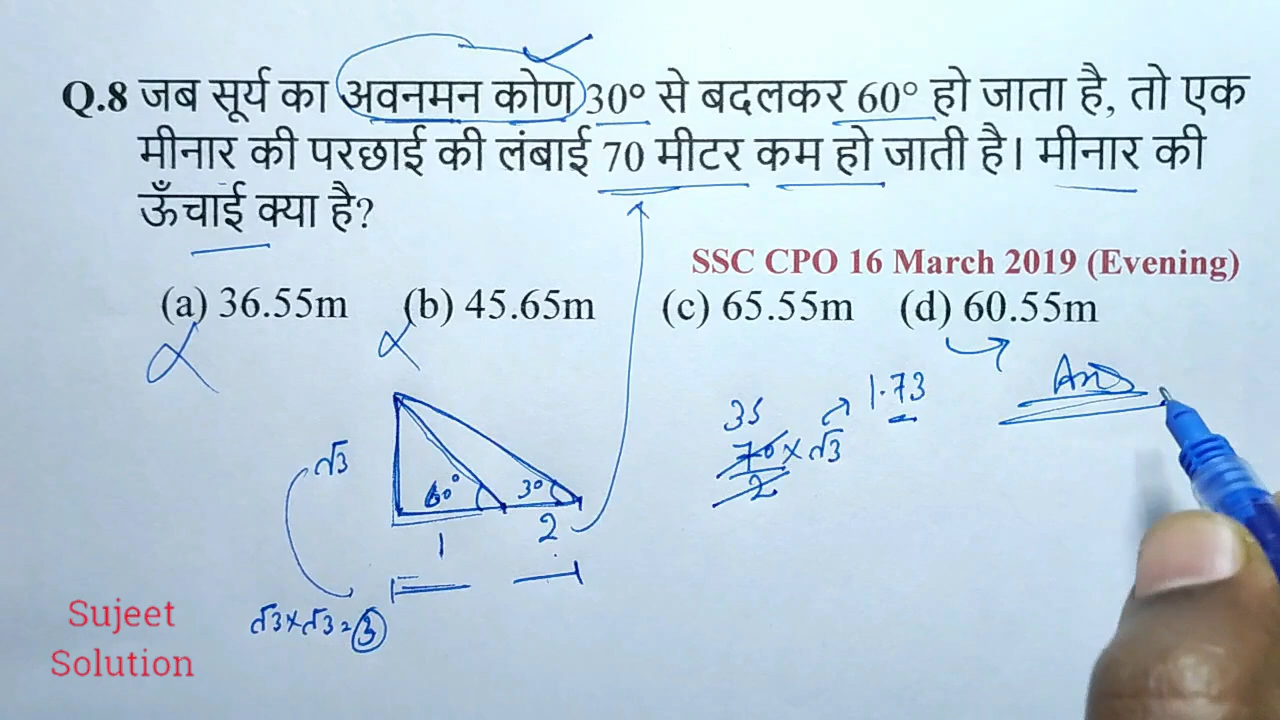 Q.8 जब सूर्य का अवनमन कोण 30° से बदलकर 60° हो जाता है, तो एक
मीनार की परछाई की लंबाई 70 मीटर कम हो जाती है। मीनार की
ऊँचाई क्या है?
SSC CPO 16 March 2019 (Evening)
(a) 36.55m (b) 45.65m (c) 65.55m (d) 60.55m
Ans
1.73
35
70 × √3
2
√3
60° 30
1 2
√3×√3=3
Sujeet
Solution